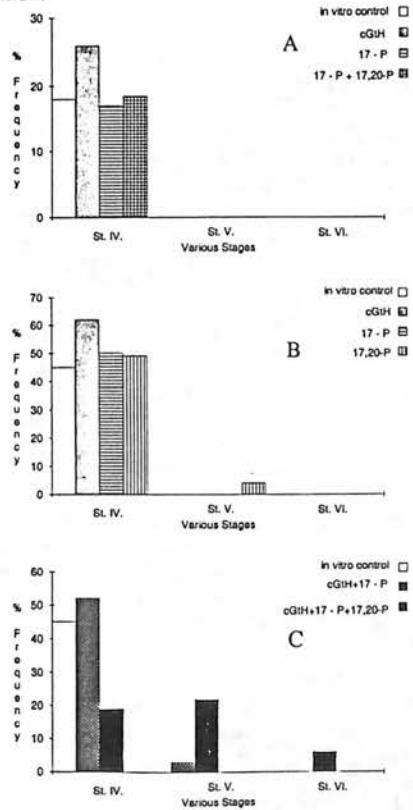 in vitro control
cGtH
17 - P
17 - P + 17,20-P
A
% Frequency
30
20
10
0
St. IV. St. V. St. VI.
Various Stages
in vitro control
cGtH
17 - P
17,20-P
B
% Frequency
70
60
50
40
30
20
10
0
St. IV. St. V. St. VI.
Various Stages
in vitro control
cGtH+17 - P
cGtH+17 - P+17,20-P
C
% Frequency
60
50
40
30
20
10
0
St. IV. St. V. St. VI.
Various Stages